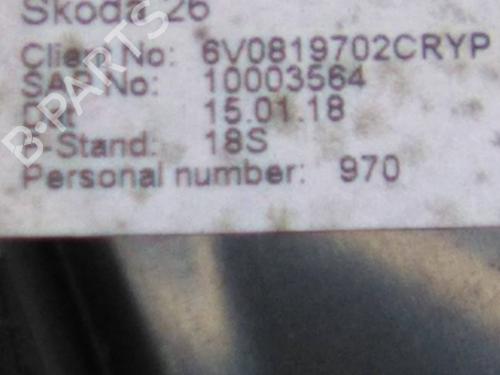 Skoda 26
Client No: 6V0819702CRYP
SAP No: 10003564
15.01.18
-Stand: 18S
Personal number: 970
B-PARTS